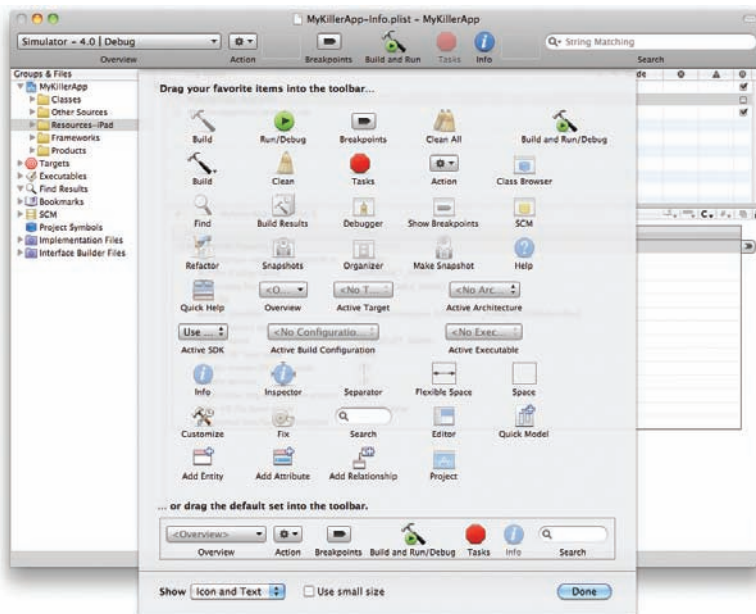 MyKillerApp-Info.plist - MyKillerApp
Simulator - 4.0 | Debug
String Matching
Overview Action Breakpoints Build and Run Tasks Info Search
Groups & Files
MyKillerApp
Classes
Other Sources
Resources-iPad
Frameworks
Products
Targets
Executables
Find Results
Bookmarks
SCM
Project Symbols
Implementation Files
Interface Builder Files
de
C
#
Drag your favorite items into the toolbar...
Build Run/Debug Breakpoints Clean All Build and Run/Debug
Build Clean Tasks Action Class Browser
Find Build Results Debugger Show Breakpoints SCM
Refactor Snapshots Organizer Make Snapshot Help
<O... <No T... <No Arc...
Quick Help Overview Active Target Active Architecture
Use ... <No Configuratio... <No Exec...
Active SDK Active Build Configuration Active Executable
Info Inspector Separator Flexible Space Space
Customize Fix Search Editor Quick Model
Add Entity Add Attribute Add Relationship Project
... or drag the default set into the toolbar.
<Overview>
Overview Action Breakpoints Build and Run/Debug Tasks Info Search
Show Icon and Text Use small size Done